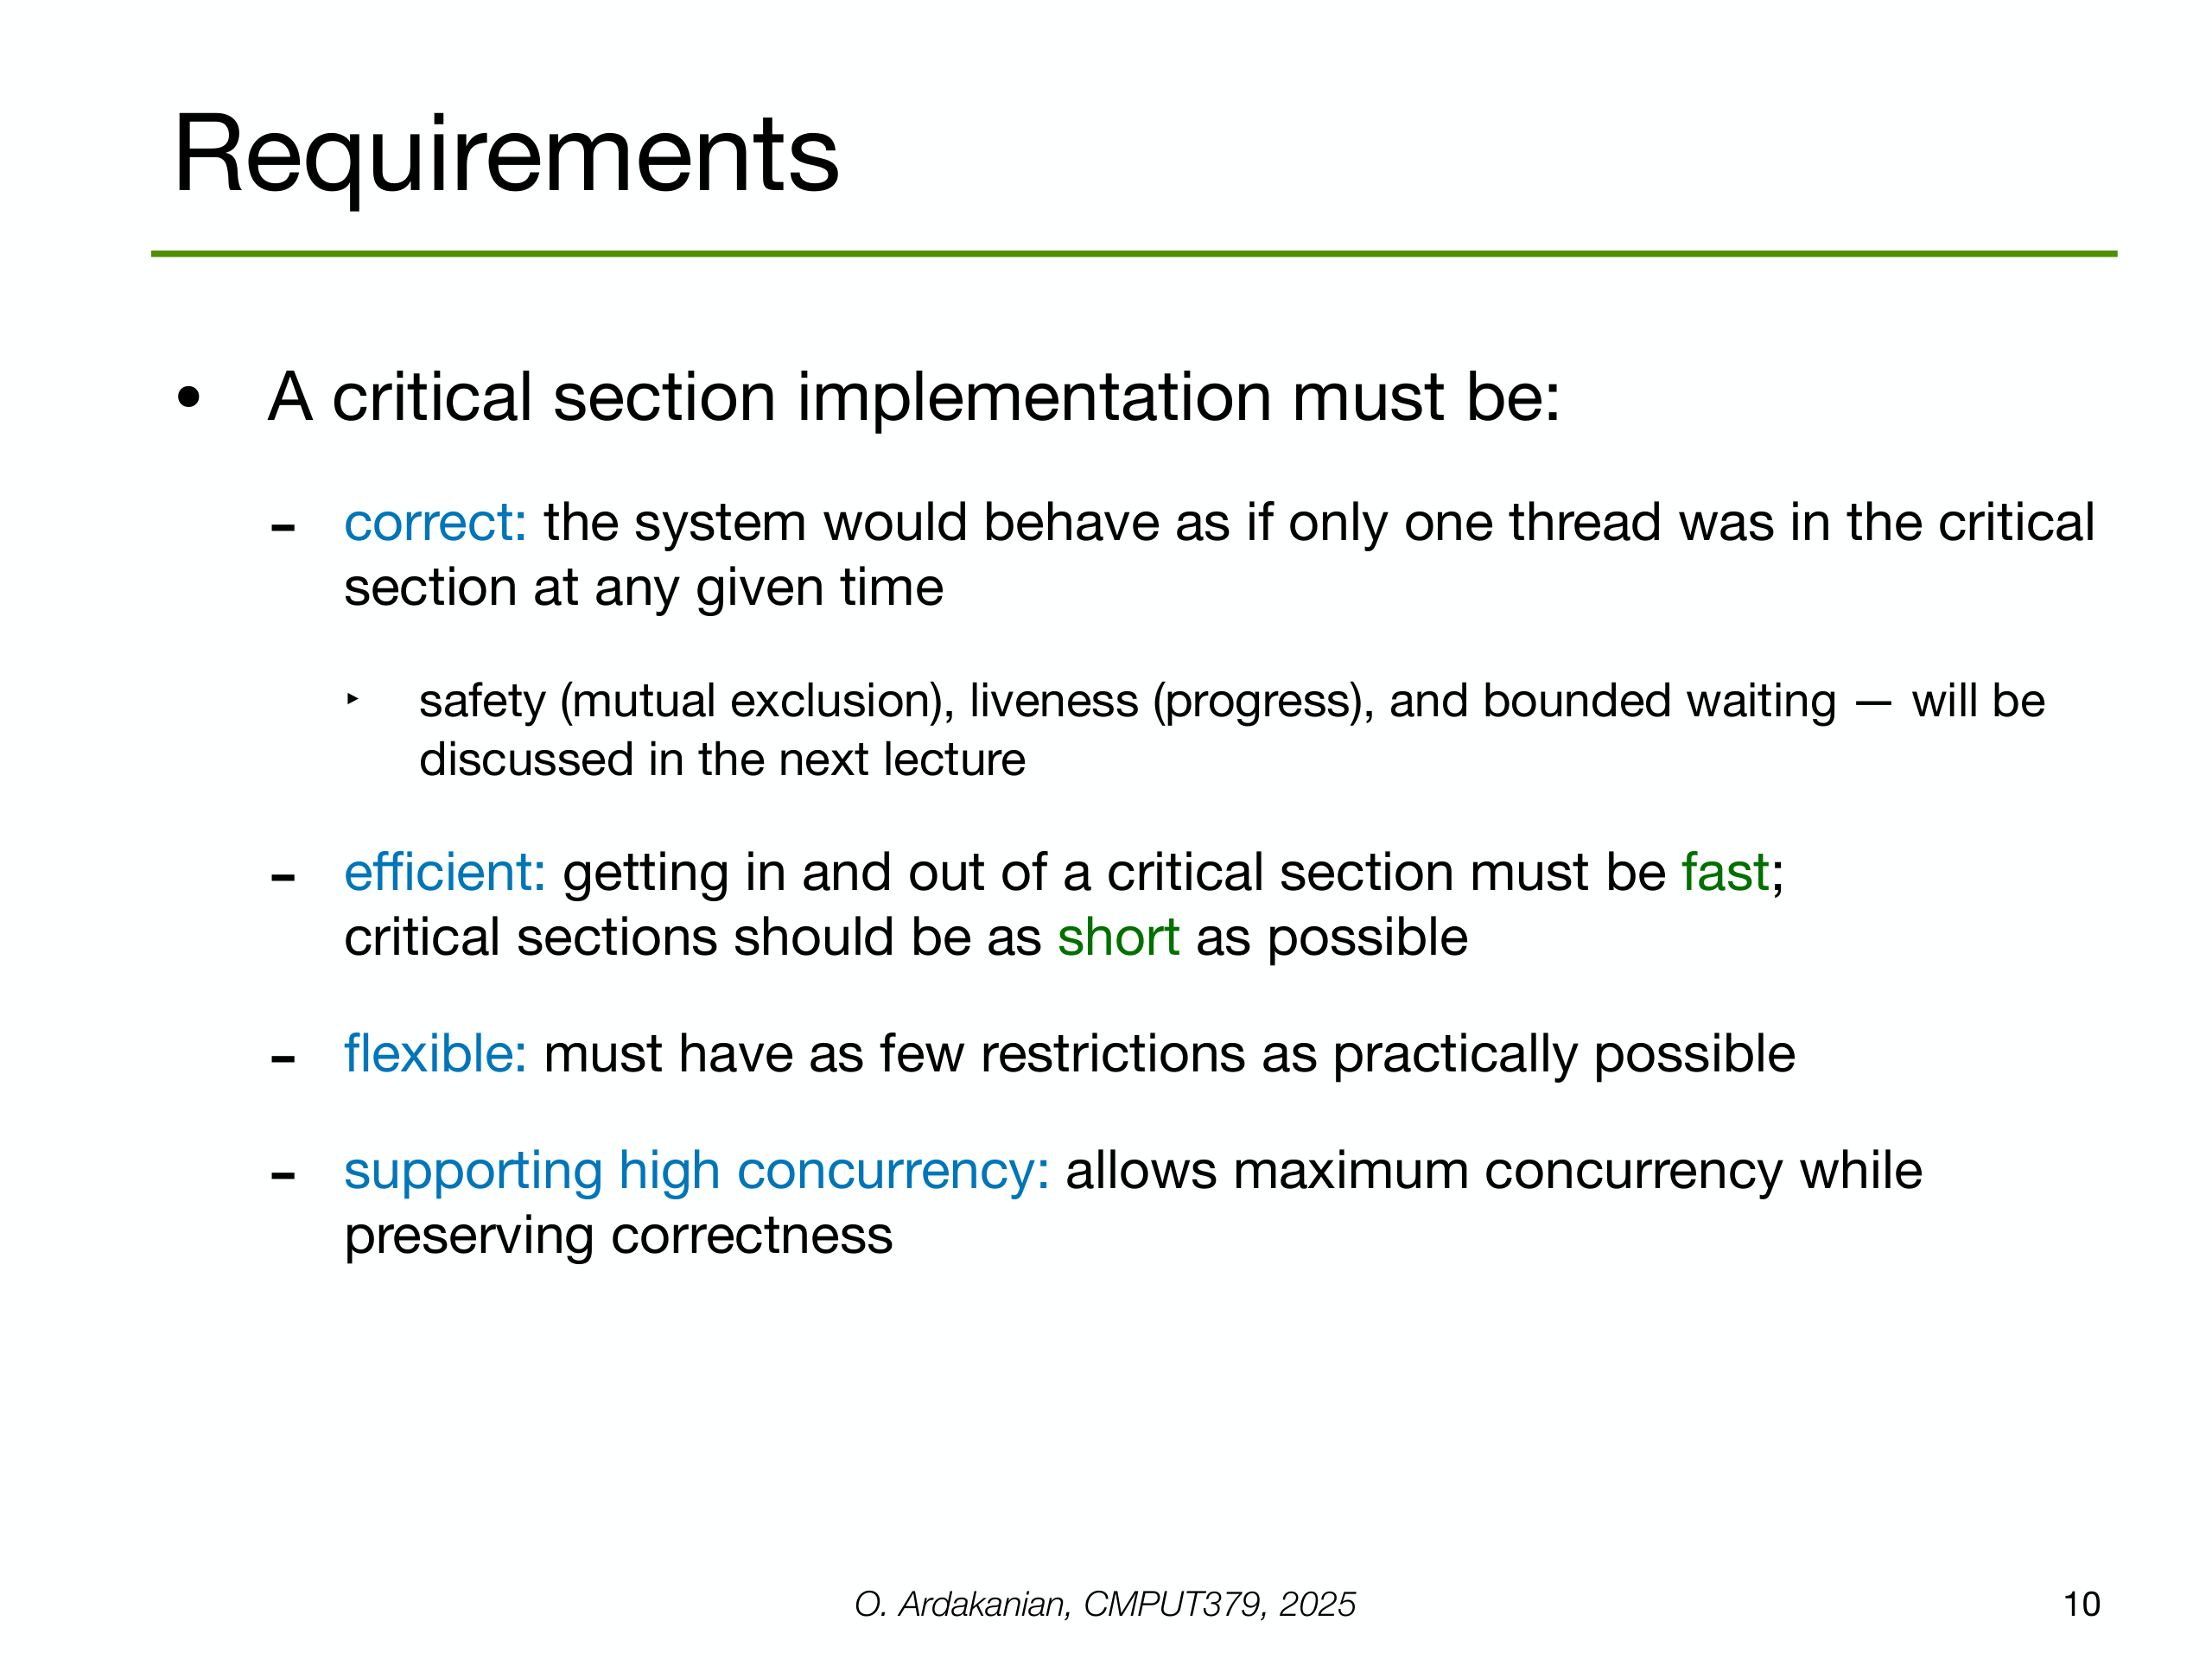 Requirements
• A critical section implementation must be:
- correct: the system would behave as if only one thread was in the critical
section at any given time
‣ safety (mutual exclusion), liveness (progress), and bounded waiting — will be
discussed in the next lecture
- efficient: getting in and out of a critical section must be fast;
critical sections should be as short as possible
- flexible: must have as few restrictions as practically possible
- supporting high concurrency: allows maximum concurrency while
preserving correctness
O. Ardakanian, CMPUT379, 2025
10